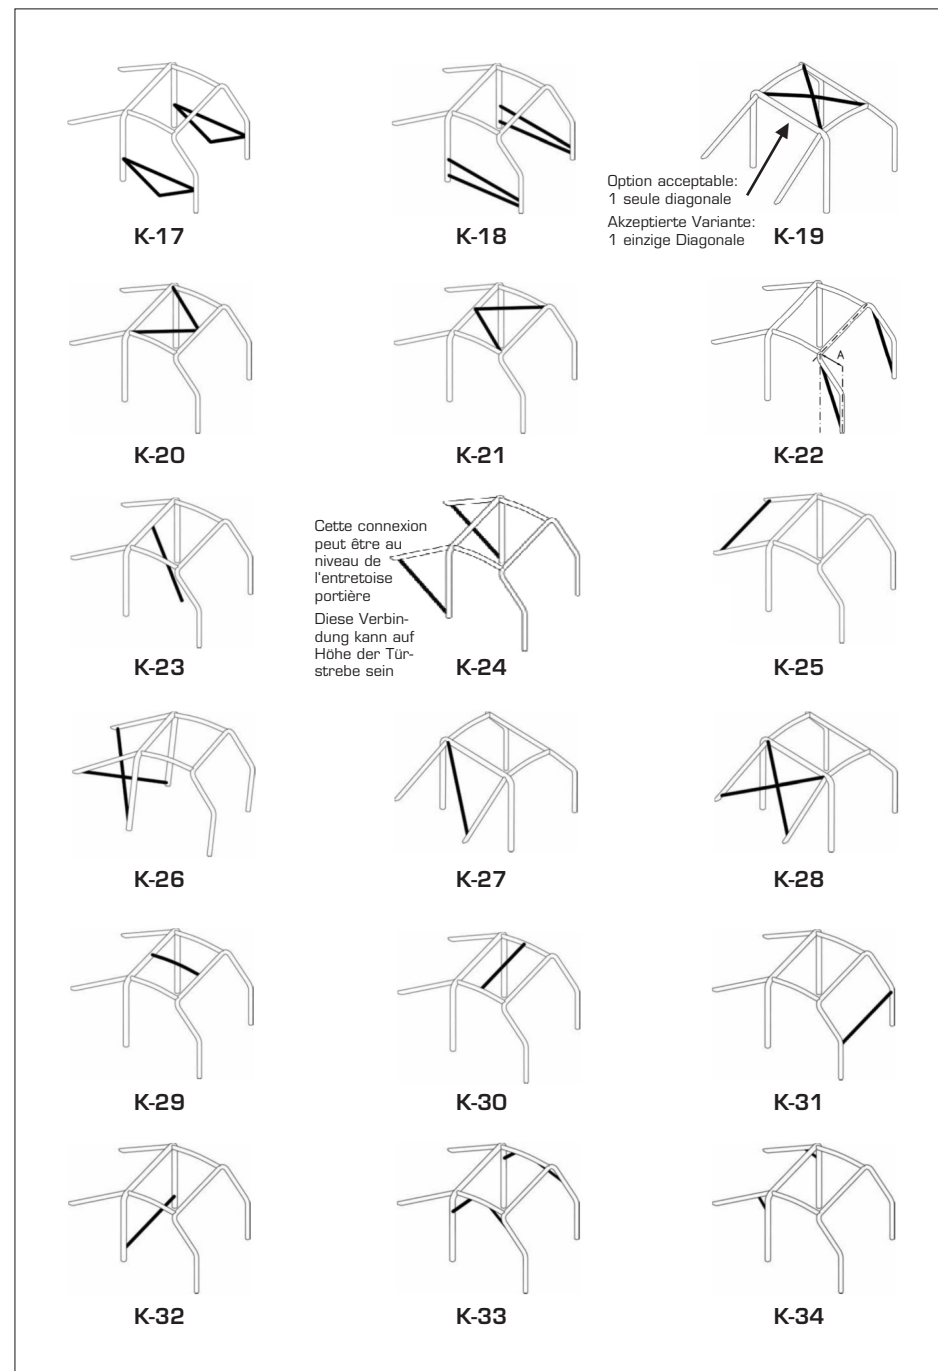 K-17
K-18
Option acceptable:
1 seule diagonale
Akzeptierte Variante:
1 einzige Diagonale
K-19
K-20
K-21
A
K-22
K-23
Cette connexion
peut être au
niveau de
l'entretoise
portière
Diese Verbin-
dung kann auf
Höhe der Tür-
strebe sein
K-24
K-25
K-26
K-27
K-28
K-29
K-30
K-31
K-32
K-33
K-34